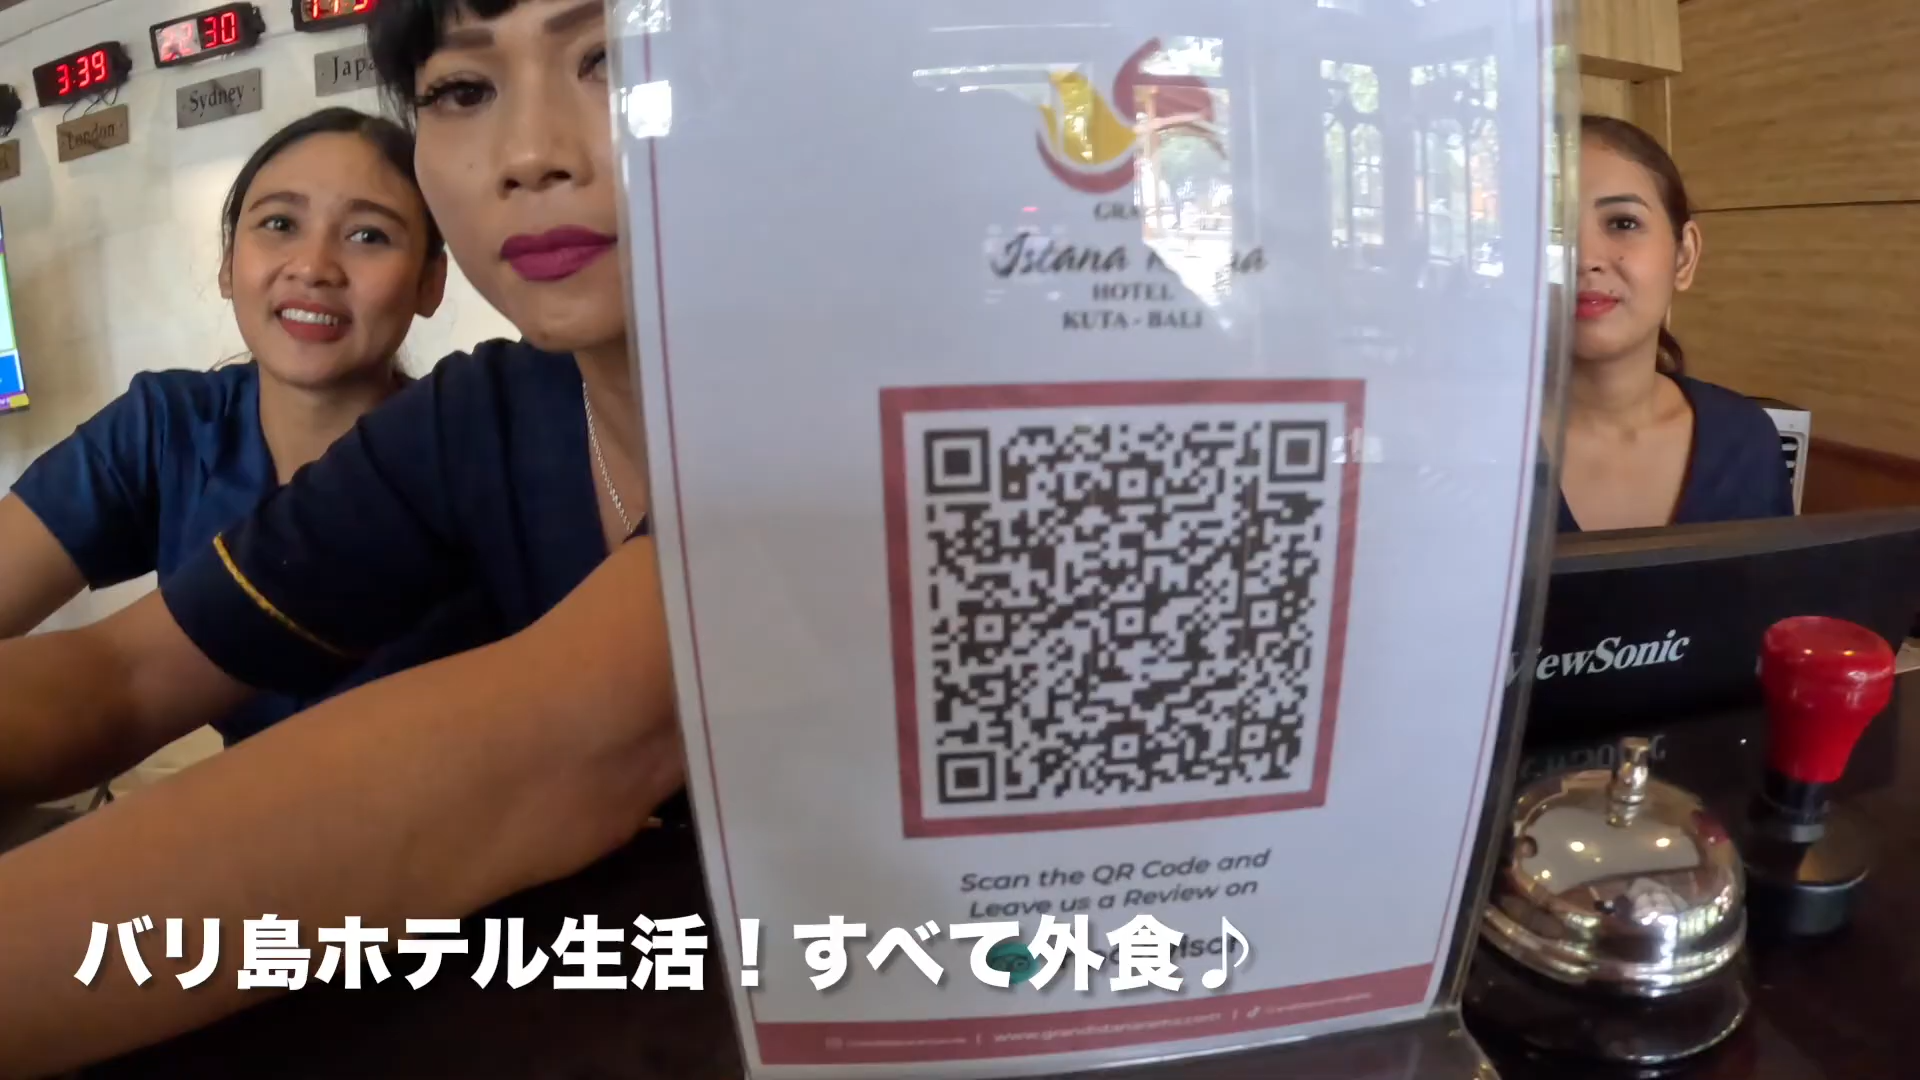 3:39
22 30
London
Sydney
Istana
HOTEL
KUTA - BALI
ViewSonic
Scan the QR Code and
Leave us a Review on
バリ島ホテル生活！すべて外食♪